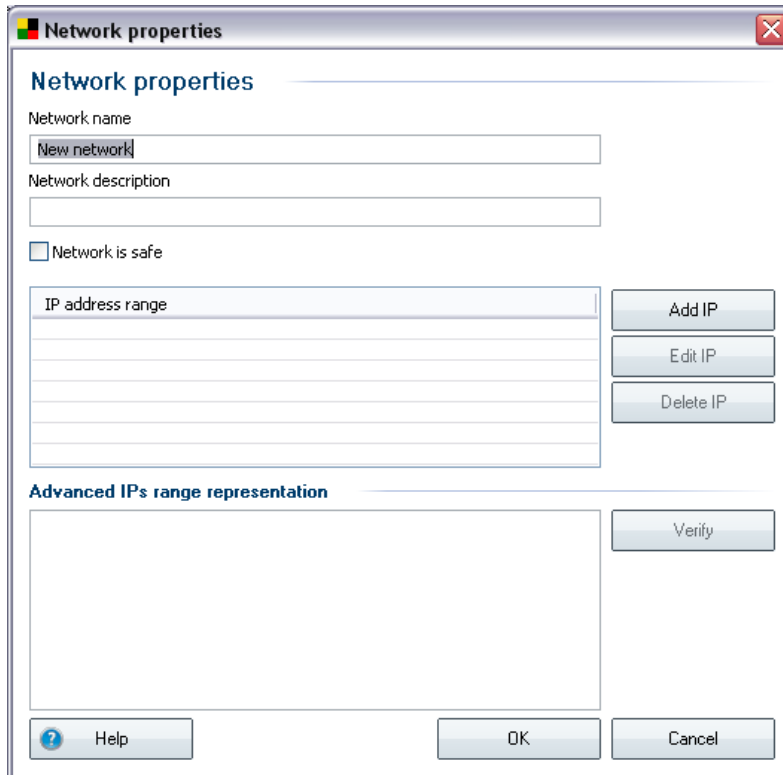 Network properties
Network properties
Network name
New network
Network description
Network is safe
IP address range
Add IP
Edit IP
Delete IP
Advanced IPs range representation
Verify
Help
OK
Cancel